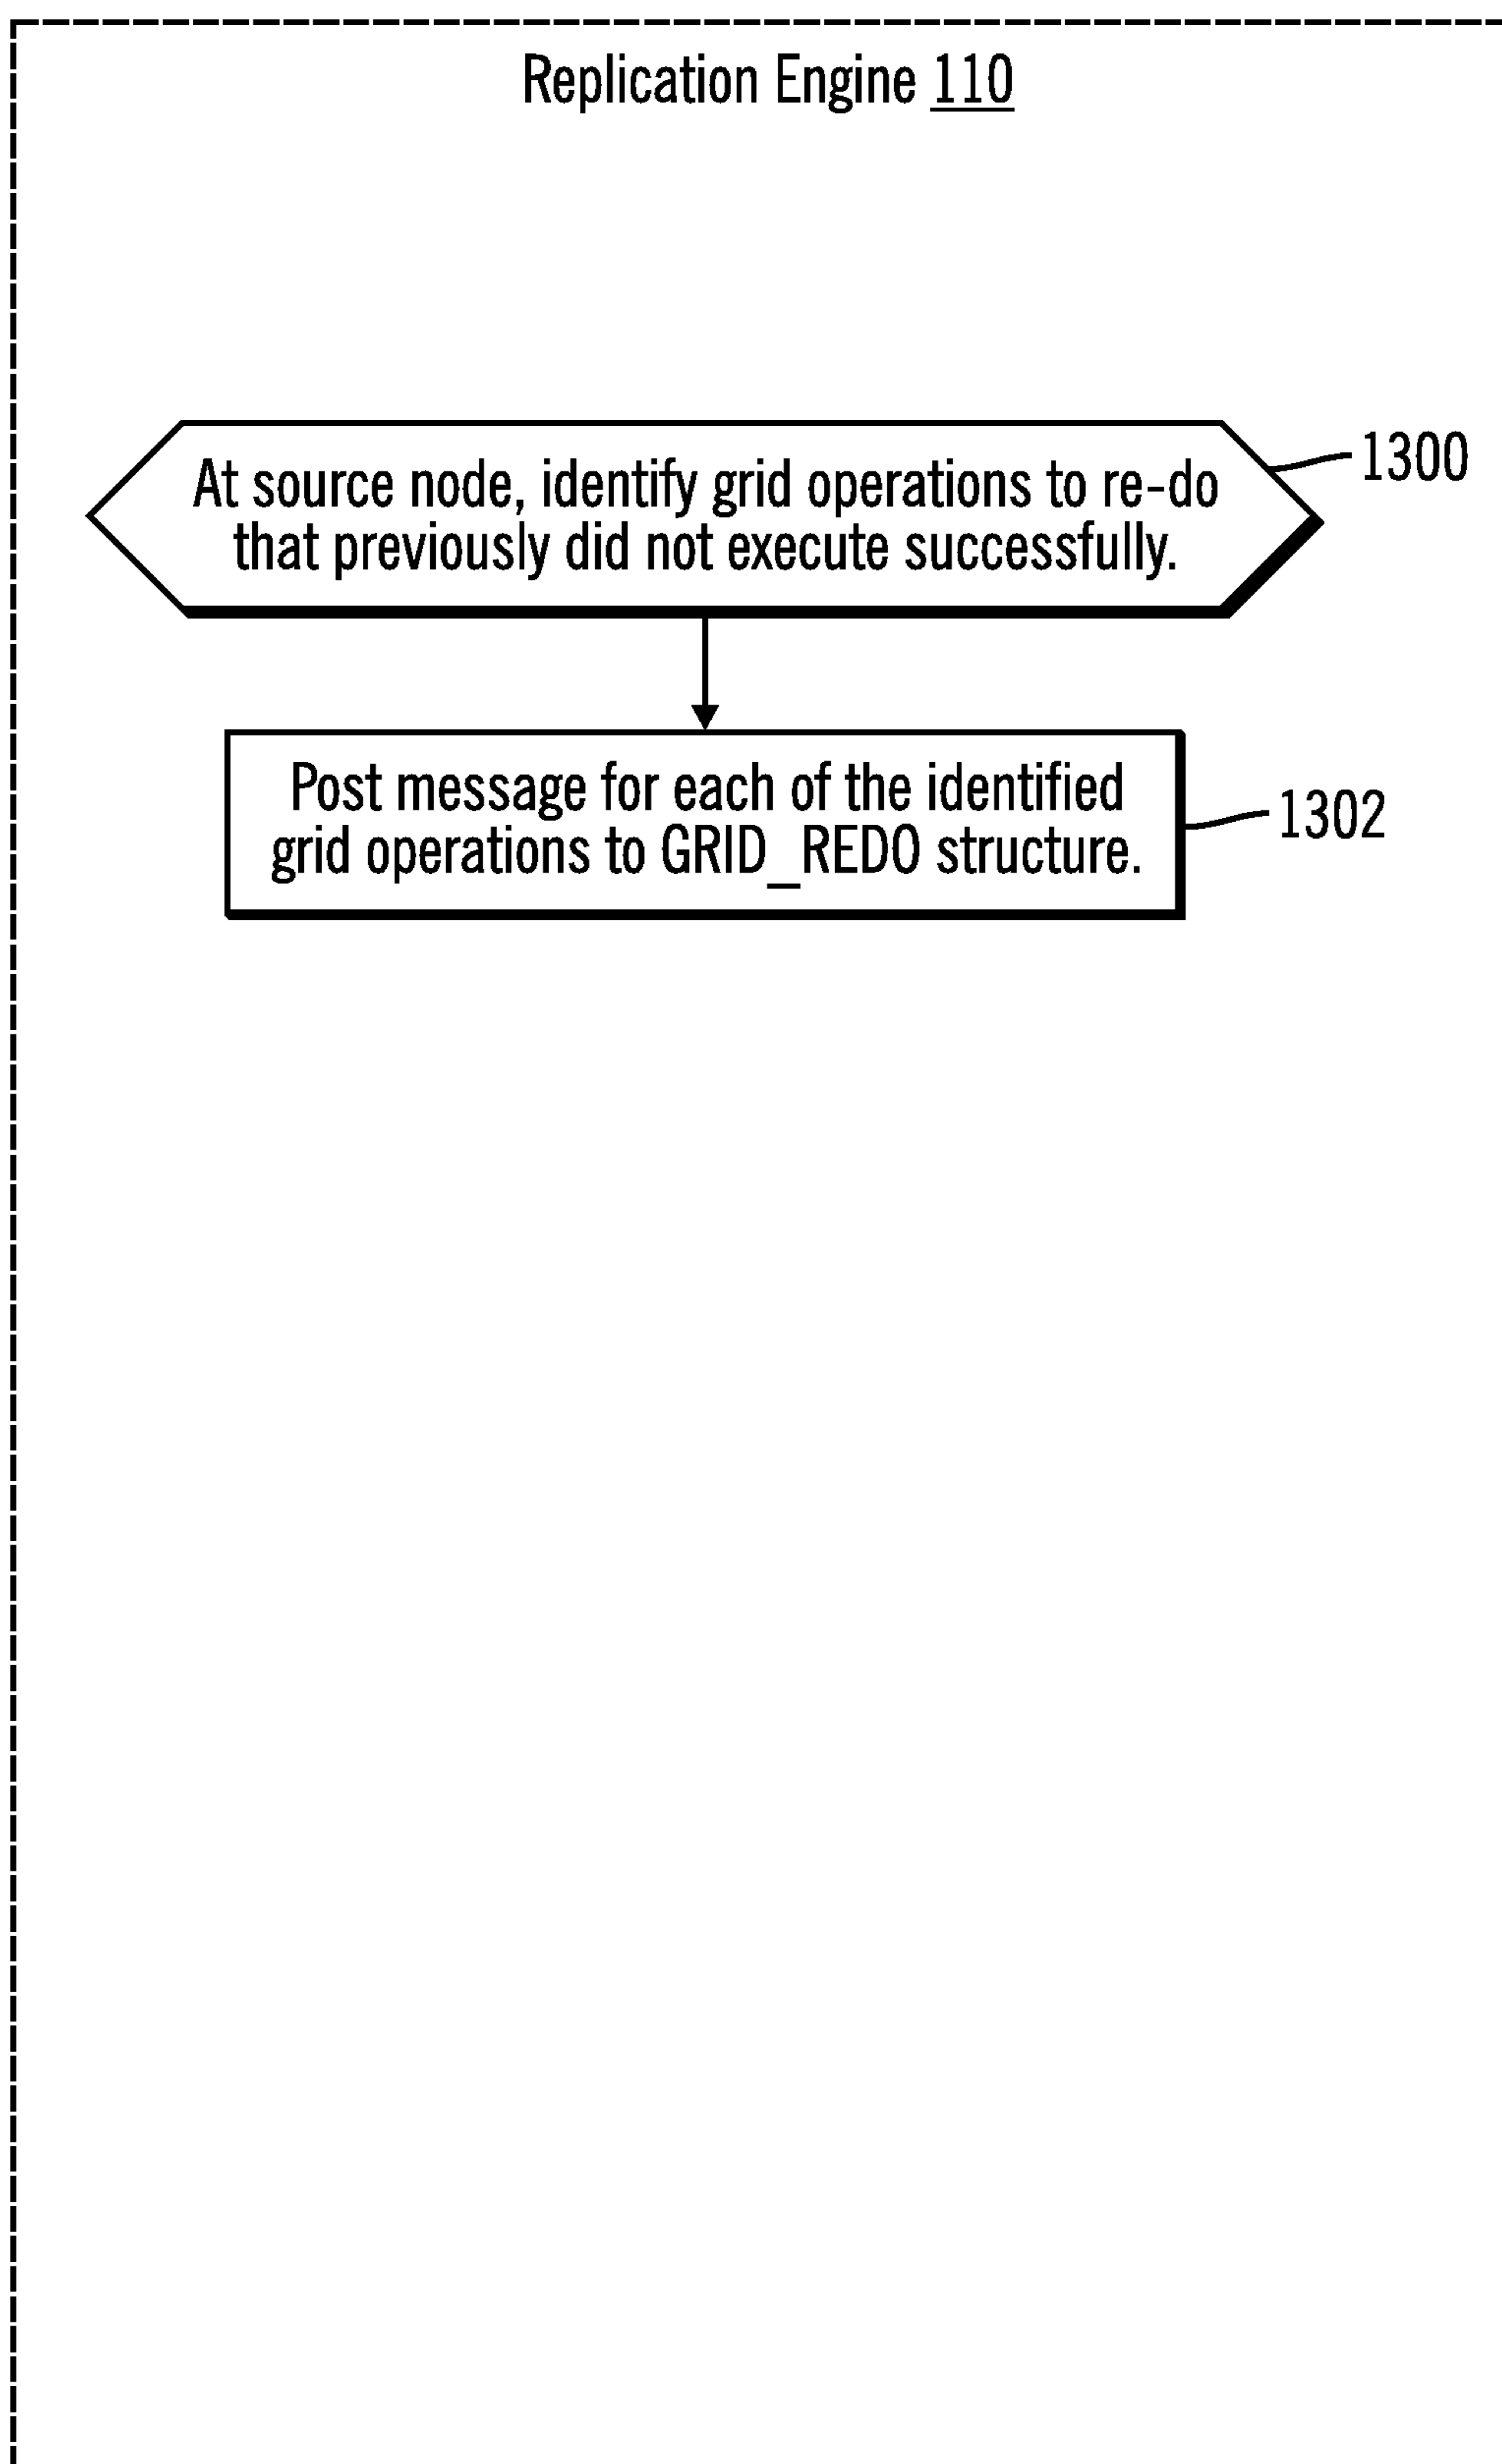 Replication Engine 110
At source node, identify grid operations to re-do
that previously did not execute successfully.
1300
Post message for each of the identified
grid operations to GRID_REDO structure.
1302